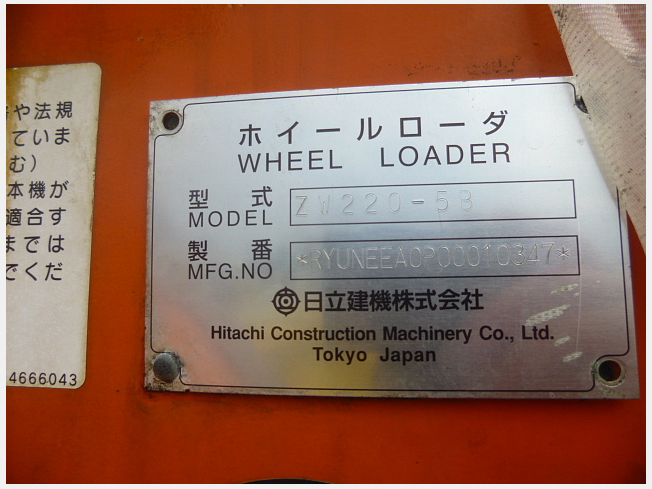 や法規
ていま
む）
本機が
適合す
までは
でくだ
4666043
ホイールローダ
WHEEL LOADER
型式 MODEL ZW220-5B
製番 MFG.NO *RYUNEEA0P00010347*
日立建機株式会社
Hitachi Construction Machinery Co., Ltd.
Tokyo Japan